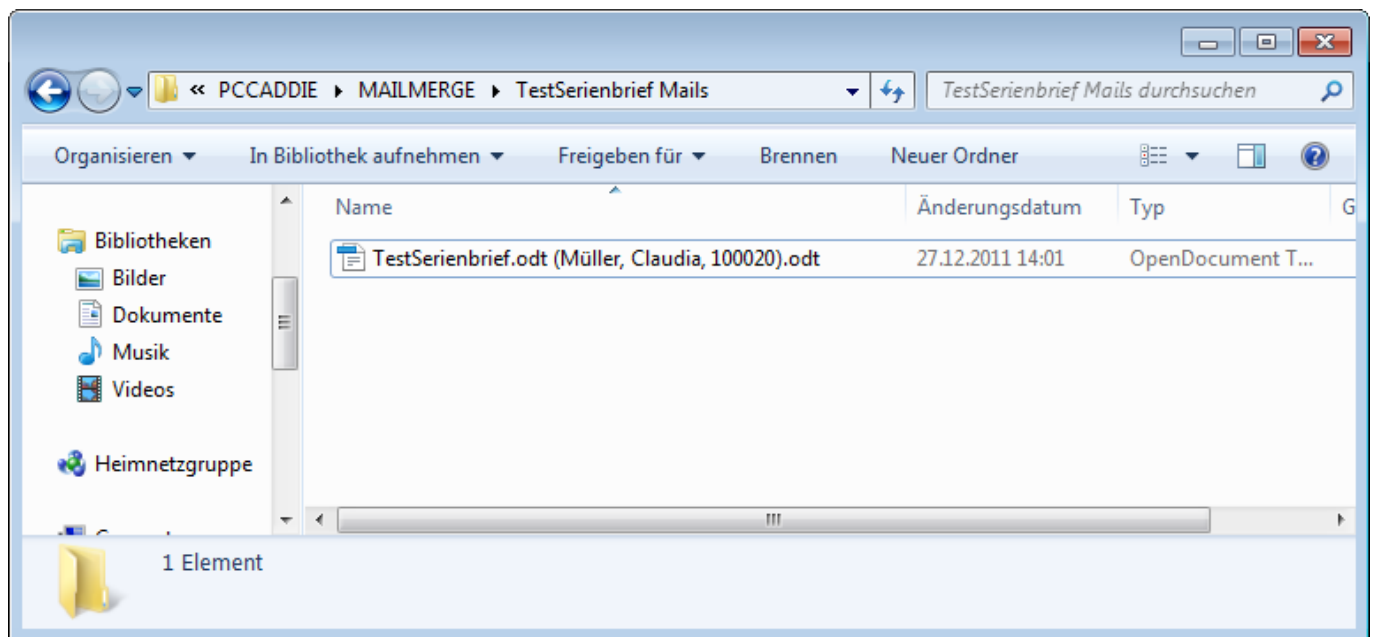 « PCCADDIE ▸ MAILMERGE ▸ TestSerienbrief Mails
TestSerienbrief Mails durchsuchen
Organisieren In Bibliothek aufnehmen Freigeben für Brennen Neuer Ordner
Name Änderungsdatum Typ G
Bibliotheken
TestSerienbrief.odt (Müller, Claudia, 100020).odt 27.12.2011 14:01 OpenDocument T...
Bilder
Dokumente
Musik
Videos
Heimnetzgruppe
1 Element